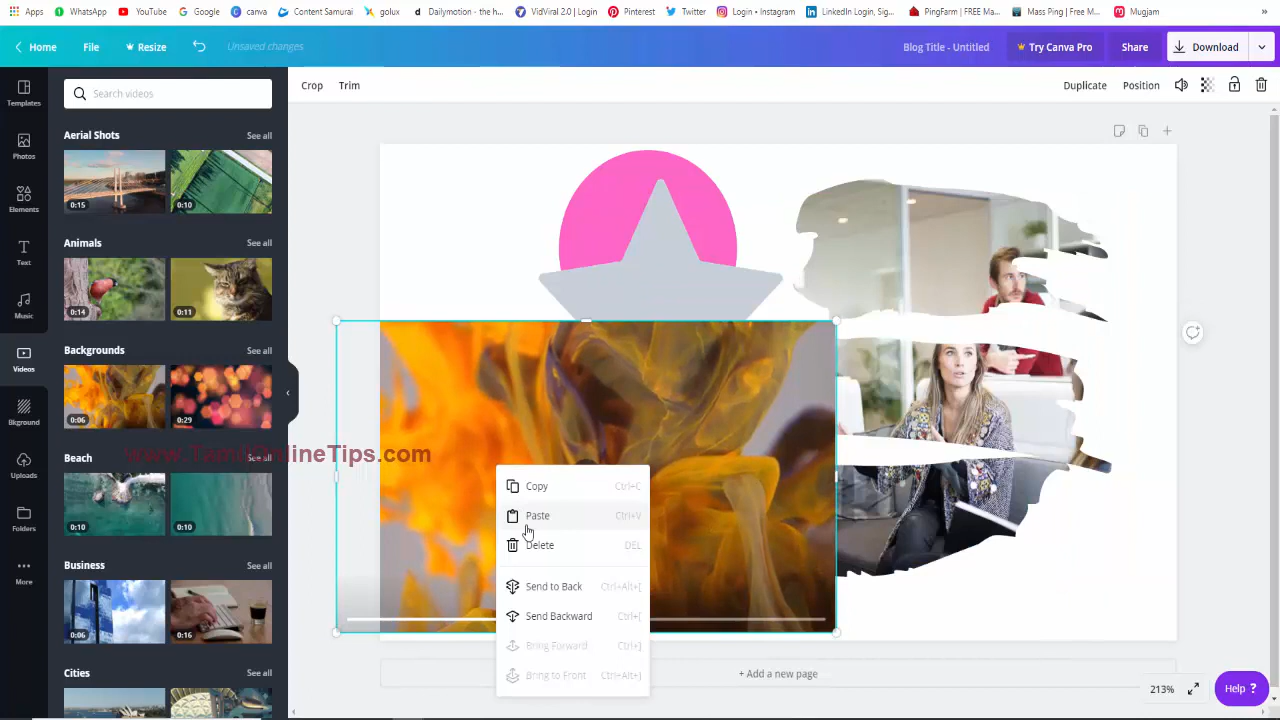 Apps WhatsApp YouTube Google canva Content Samurai golux Dailymotion - the h... VidViral 2.0 | Login Pinterest Twitter Login • Instagram LinkedIn Login, Sig... PingFarm | FREE Ma... Mass Ping | Free M... Mugjam »
Home File Resize Unsaved changes Blog Title - Untitled Try Canva Pro Share Download
Crop Trim Duplicate Position
Templates
Photos
Elements
Text
Music
Videos
Bkground
Uploads
Folders
More
Search videos
Aerial Shots See all
0:15 0:10
Animals See all
0:14 0:11
Backgrounds See all
0:06 0:29
Beach See all
0:10 0:10
Business See all
0:06 0:16
Cities See all
www.TamilOnlineTips.com
Copy Ctrl+C
Paste Ctrl+V
Delete DEL
Send to Back Ctrl+Alt+[
Send Backward Ctrl+[
Bring Forward Ctrl+]
Bring to Front Ctrl+Alt+]
+ Add a new page
213%
Help ?